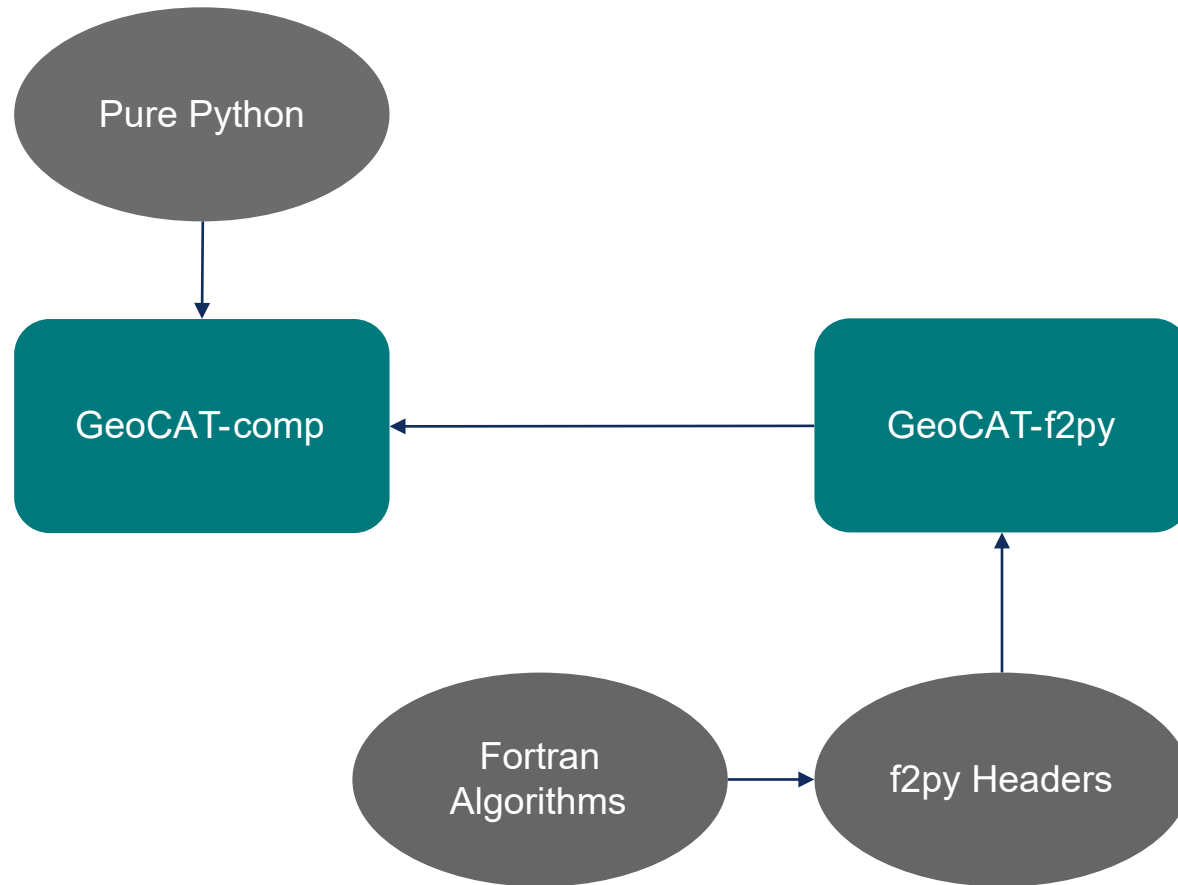 Pure Python
GeoCAT-comp
GeoCAT-f2py
Fortran
Algorithms
f2py Headers